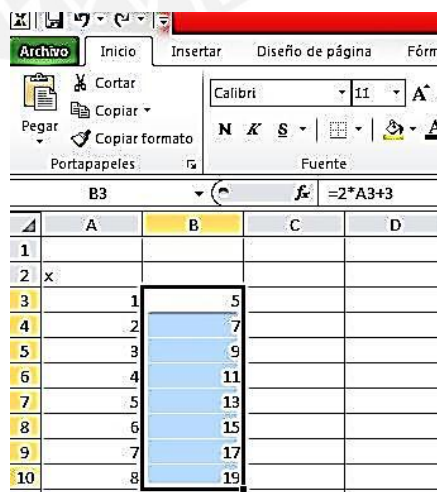 Archivo Inicio Insertar Diseño de página Fórm
Cortar
Copiar
Copiar formato
Pegar
Portapapeles
Calibri 11 A
N K S A
Fuente
B3 fx =2*A3+3
A B C D
1
2 x
3 1 5
4 2 7
5 3 9
6 4 11
7 5 13
8 6 15
9 7 17
10 8 19